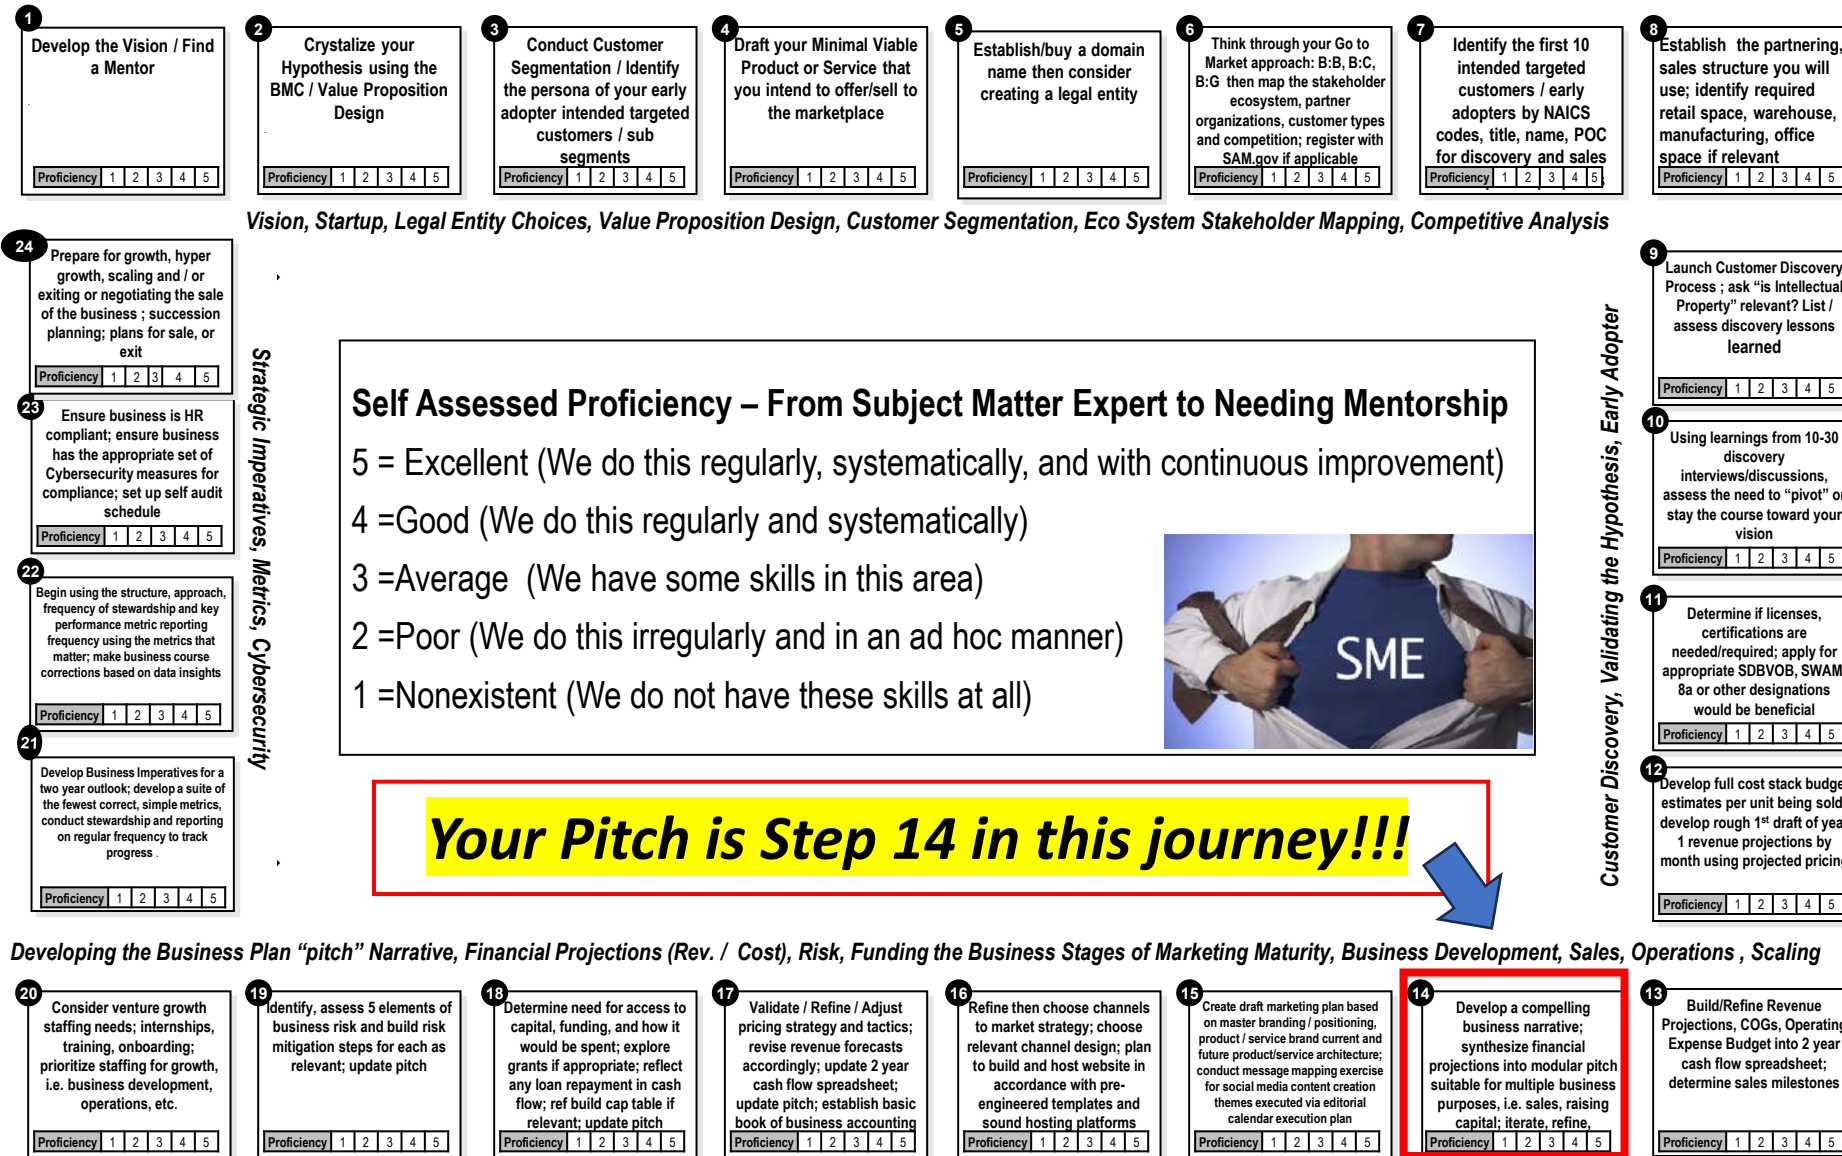 1
Develop the Vision / Find
a Mentor
Proficiency 1 2 3 4 5
2
Crystalize your
Hypothesis using the
BMC / Value Proposition
Design
Proficiency 1 2 3 4 5
3
Conduct Customer
Segmentation / Identify
the persona of your early
adopter intended targeted
customers / sub
segments
Proficiency 1 2 3 4 5
4
Draft your Minimal Viable
Product or Service that
you intend to offer/sell to
the marketplace
Proficiency 1 2 3 4 5
5
Establish/buy a domain
name then consider
creating a legal entity
Proficiency 1 2 3 4 5
6
Think through your Go to
Market approach: B:B, B:C,
B:G then map the stakeholder
ecosystem, partner
organizations, customer types
and competition; register with
SAM.gov if applicable
Proficiency 1 2 3 4 5
7
Identify the first 10
intended targeted
customers / early
adopters by NAICS
codes, title, name, POC
for discovery and sales
Proficiency 1 2 3 4 5
8
Establish the partnering,
sales structure you will
use; identify required
retail space, warehouse,
manufacturing, office
space if relevant
Proficiency 1 2 3 4 5
Vision, Startup, Legal Entity Choices, Value Proposition Design, Customer Segmentation, Eco System Stakeholder Mapping, Competitive Analysis
24
Prepare for growth, hyper
growth, scaling and / or
exiting or negotiating the sale
of the business ; succession
planning; plans for sale, or
exit
Proficiency 1 2 3 4 5
23
Ensure business is HR
compliant; ensure business
has the appropriate set of
Cybersecurity measures for
compliance; set up self audit
schedule
Proficiency 1 2 3 4 5
22
Begin using the structure, approach,
frequency of stewardship and key
performance metric reporting
frequency using the metrics that
matter; make business course
corrections based on data insights
Proficiency 1 2 3 4 5
21
Develop Business Imperatives for a
two year outlook; develop a suite of
the fewest correct, simple metrics,
conduct stewardship and reporting
on regular frequency to track
progress .
Proficiency 1 2 3 4 5
Strategic Imperatives, Metrics, Cybersecurity
Self Assessed Proficiency – From Subject Matter Expert to Needing Mentorship
5 = Excellent (We do this regularly, systematically, and with continuous improvement)
4 =Good (We do this regularly and systematically)
3 =Average (We have some skills in this area)
2 =Poor (We do this irregularly and in an ad hoc manner)
1 =Nonexistent (We do not have these skills at all)
SME
Your Pitch is Step 14 in this journey!!!
Customer Discovery, Validating the Hypothesis, Early Adopter
9
Launch Customer Discovery
Process ; ask “is Intellectual
Property” relevant? List /
assess discovery lessons
learned
Proficiency 1 2 3 4 5
10
Using learnings from 10-30
discovery
interviews/discussions,
assess the need to “pivot” or
stay the course toward your
vision
Proficiency 1 2 3 4 5
11
Determine if licenses,
certifications are
needed/required; apply for
appropriate SDBVOB, SWAM
8a or other designations
would be beneficial
Proficiency 1 2 3 4 5
12
Develop full cost stack budge
estimates per unit being sold
develop rough 1st draft of yea
1 revenue projections by
month using projected pricing
Proficiency 1 2 3 4 5
Developing the Business Plan “pitch” Narrative, Financial Projections (Rev. / Cost), Risk, Funding the Business Stages of Marketing Maturity, Business Development, Sales, Operations , Scaling
20
Consider venture growth
staffing needs; internships,
training, onboarding;
prioritize staffing for growth,
i.e. business development,
operations, etc.
Proficiency 1 2 3 4 5
19
Identify, assess 5 elements of
business risk and build risk
mitigation steps for each as
relevant; update pitch
Proficiency 1 2 3 4 5
18
Determine need for access to
capital, funding, and how it
would be spent; explore
grants if appropriate; reflect
any loan repayment in cash
flow; ref build cap table if
relevant; update pitch
Proficiency 1 2 3 4 5
17
Validate / Refine / Adjust
pricing strategy and tactics;
revise revenue forecasts
accordingly; update 2 year
cash flow spreadsheet;
update pitch; establish basic
book of business accounting
Proficiency 1 2 3 4 5
16
Refine then choose channels
to market strategy; choose
relevant channel design; plan
to build and host website in
accordance with pre-
engineered templates and
sound hosting platforms
Proficiency 1 2 3 4 5
15
Create draft marketing plan based
on master branding / positioning,
product / service brand current and
future product/service architecture;
conduct message mapping exercise
for social media content creation
themes executed via editorial
calendar execution plan
Proficiency 1 2 3 4 5
14
Develop a compelling
business narrative;
synthesize financial
projections into modular pitch
suitable for multiple business
purposes, i.e. sales, raising
capital; iterate, refine,
Proficiency 1 2 3 4 5
13
Build/Refine Revenue
Projections, COGs, Operating
Expense Budget into 2 year
cash flow spreadsheet;
determine sales milestones
Proficiency 1 2 3 4 5